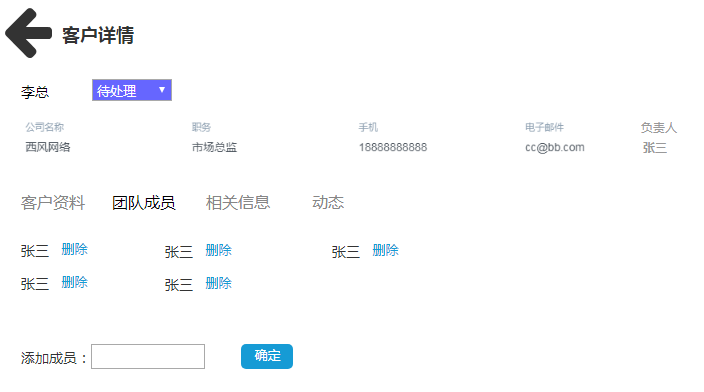 客户详情
李总 待处理
公司名称 职务 手机 电子邮件 负责人
西风网络 市场总监 18888888888 cc@bb.com 张三
客户资料 团队成员 相关信息 动态
张三 删除 张三 删除 张三 删除
张三 删除 张三 删除
添加成员： 确定